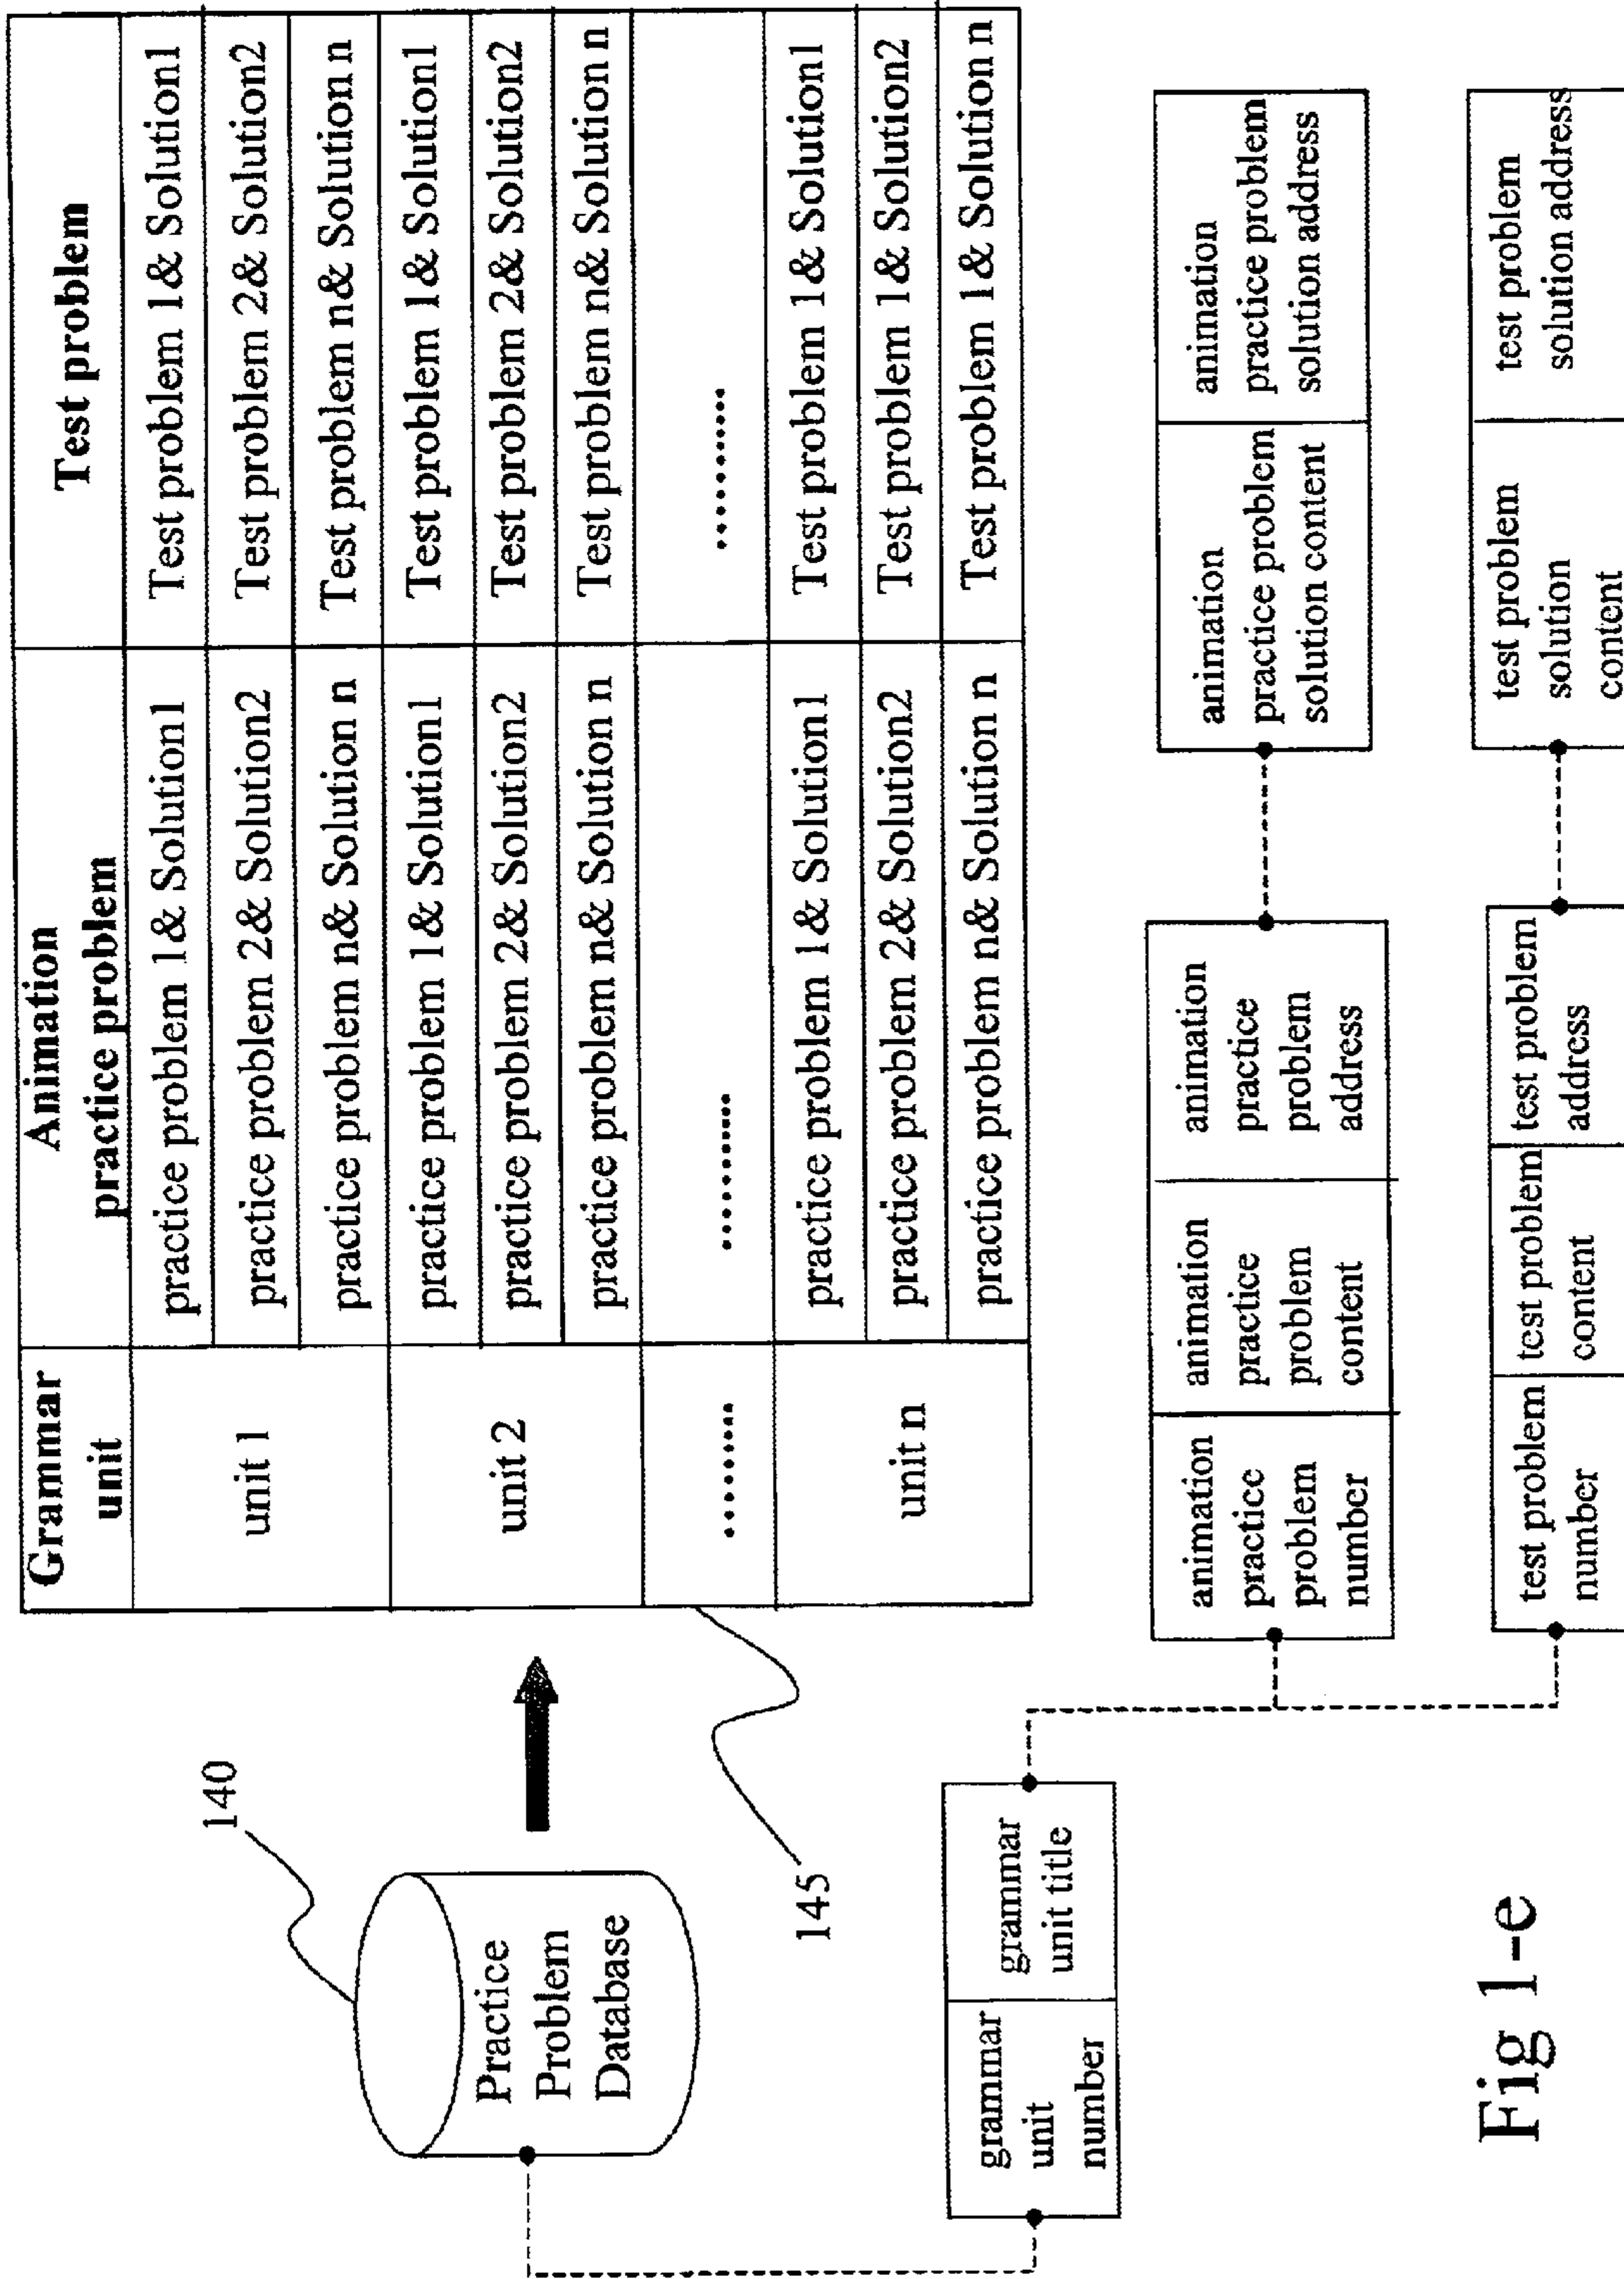 Grammar unit | Animation practice problem | Test problem
unit 1 | practice problem 1& Solution1 | Test problem 1& Solution1
practice problem 2& Solution2 | Test problem 2& Solution2
practice problem n& Solution n | Test problem n& Solution n
unit 2 | practice problem 1& Solution1 | Test problem 1& Solution1
practice problem 2& Solution2 | Test problem 2& Solution2
practice problem n& Solution n | Test problem n& Solution n
......... | .......... | ..........
unit n | practice problem 1& Solution1 | Test problem 1& Solution1
practice problem 2& Solution2 | Test problem 1& Solution2
practice problem n& Solution n | Test problem 1& Solution n
140
Practice
Problem
Database
145
grammar
unit
number
grammar
unit title
animation
practice
problem
number
animation
practice
problem
content
animation
practice
problem
address
animation
practice problem
solution content
animation
practice problem
solution address
test problem
number
test problem
content
test problem
address
test problem
solution
content
test problem
solution address
Fig 1-e